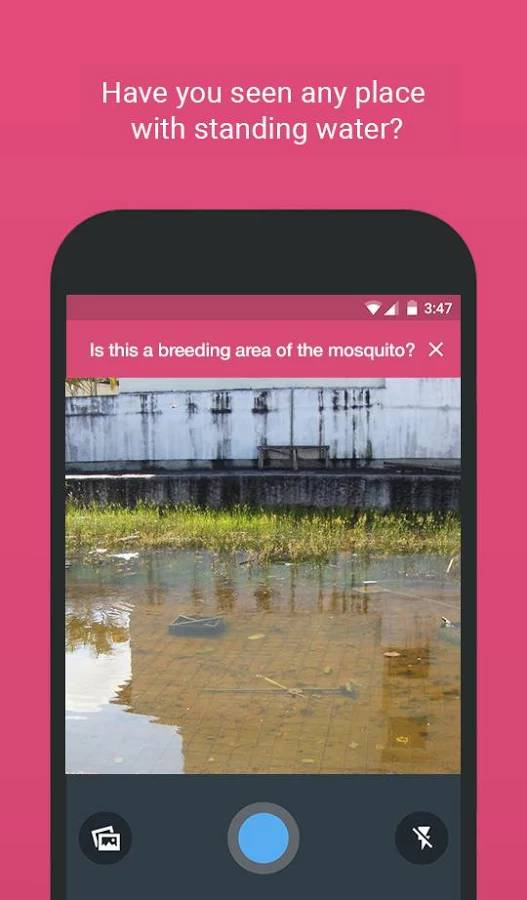 Have you seen any place
with standing water?
3:47
Is this a breeding area of the mosquito?